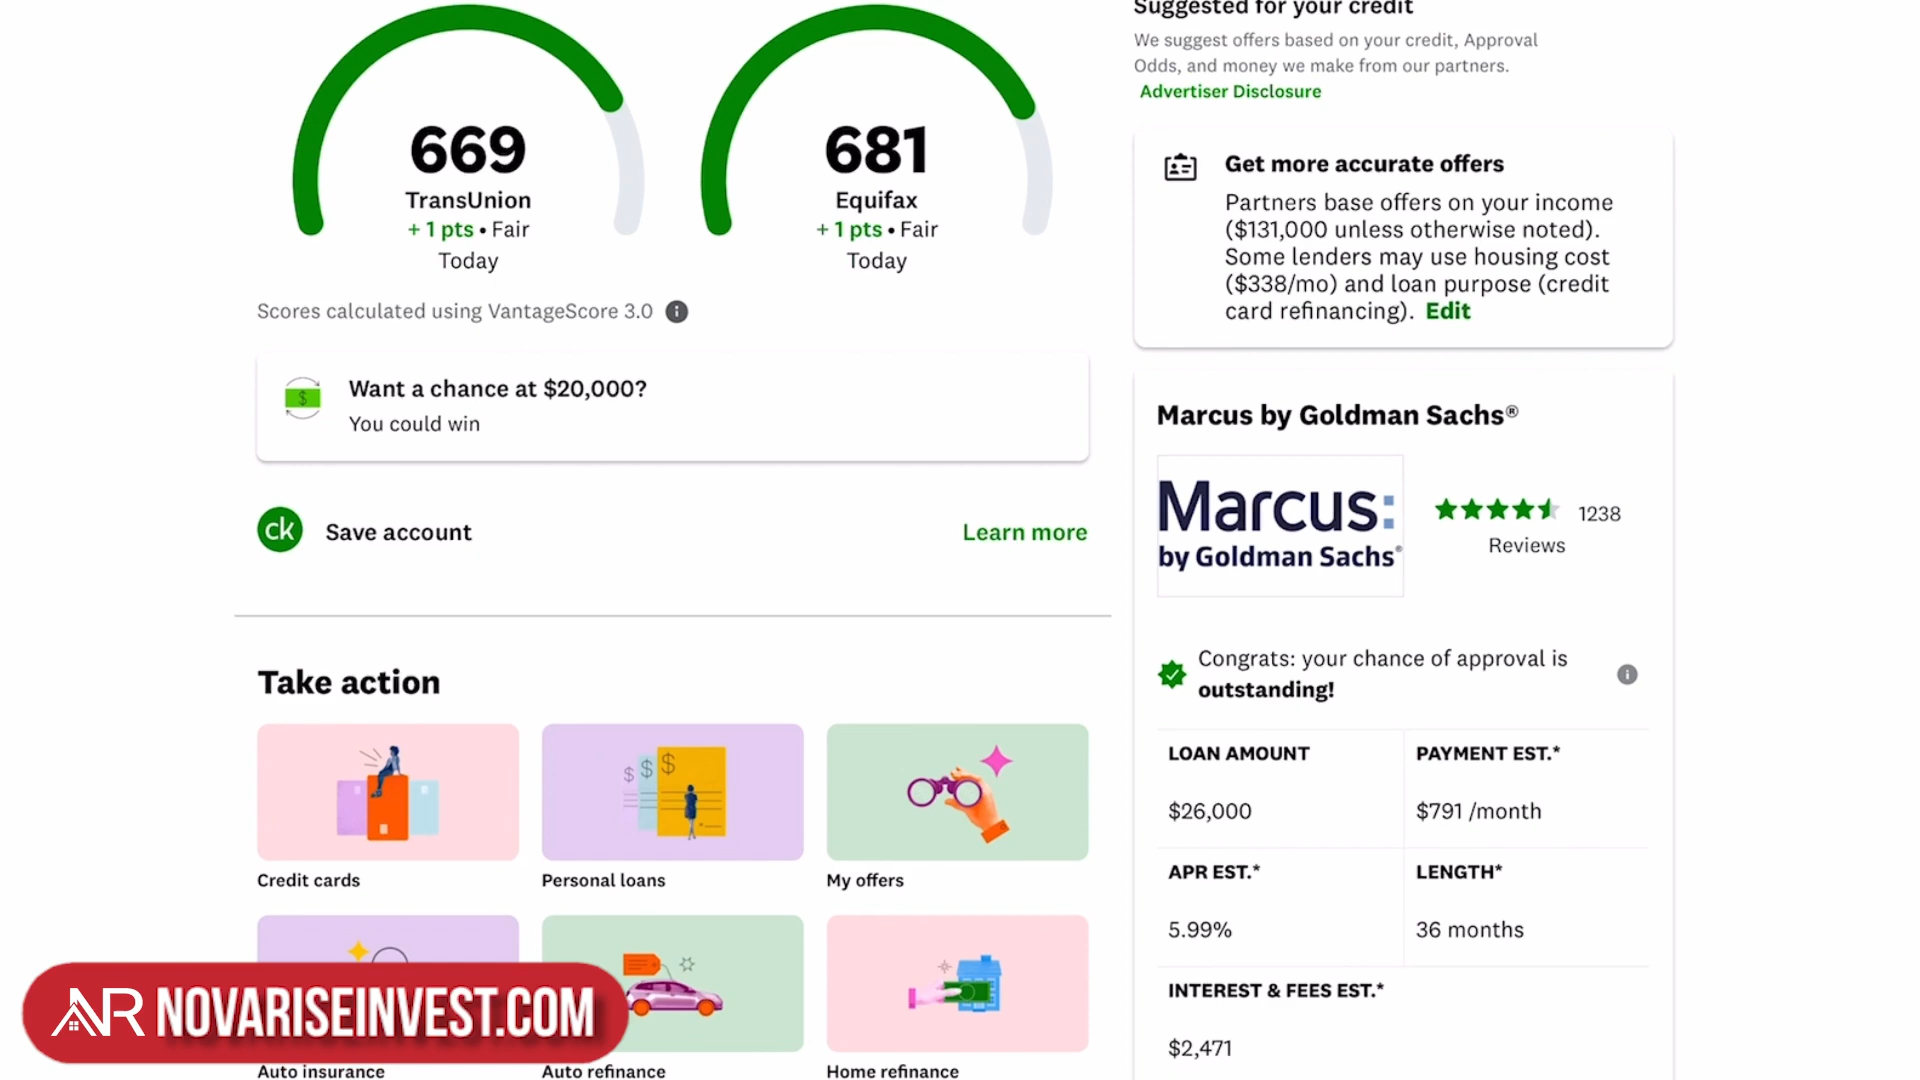 669
TransUnion
+ 1 pts • Fair
Today
681
Equifax
+ 1 pts • Fair
Today
Scores calculated using VantageScore 3.0
Want a chance at $20,000?
You could win
ck Save account
Learn more
Take action
Credit cards
Personal loans
My offers
Auto insurance
Auto refinance
Home refinance
NR NOVARISEINVEST.COM
Suggested for your credit
We suggest offers based on your credit, Approval
Odds, and money we make from our partners.
Advertiser Disclosure
Get more accurate offers
Partners base offers on your income
($131,000 unless otherwise noted).
Some lenders may use housing cost
($338/mo) and loan purpose (credit
card refinancing). Edit
Marcus by Goldman Sachs®
Marcus:
by Goldman Sachs®
1238
Reviews
Congrats: your chance of approval is
outstanding!
LOAN AMOUNT
$26,000
PAYMENT EST.*
$791 /month
APR EST.*
5.99%
LENGTH*
36 months
INTEREST & FEES EST.*
$2,471